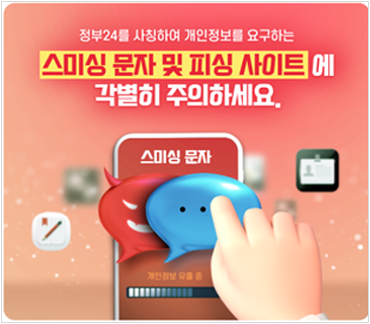 정부24를 사칭하여 개인정보를 요구하는
스미싱 문자 및 피싱 사이트에
각별히 주의하세요.
스미싱 문자
개인정보 유출 중